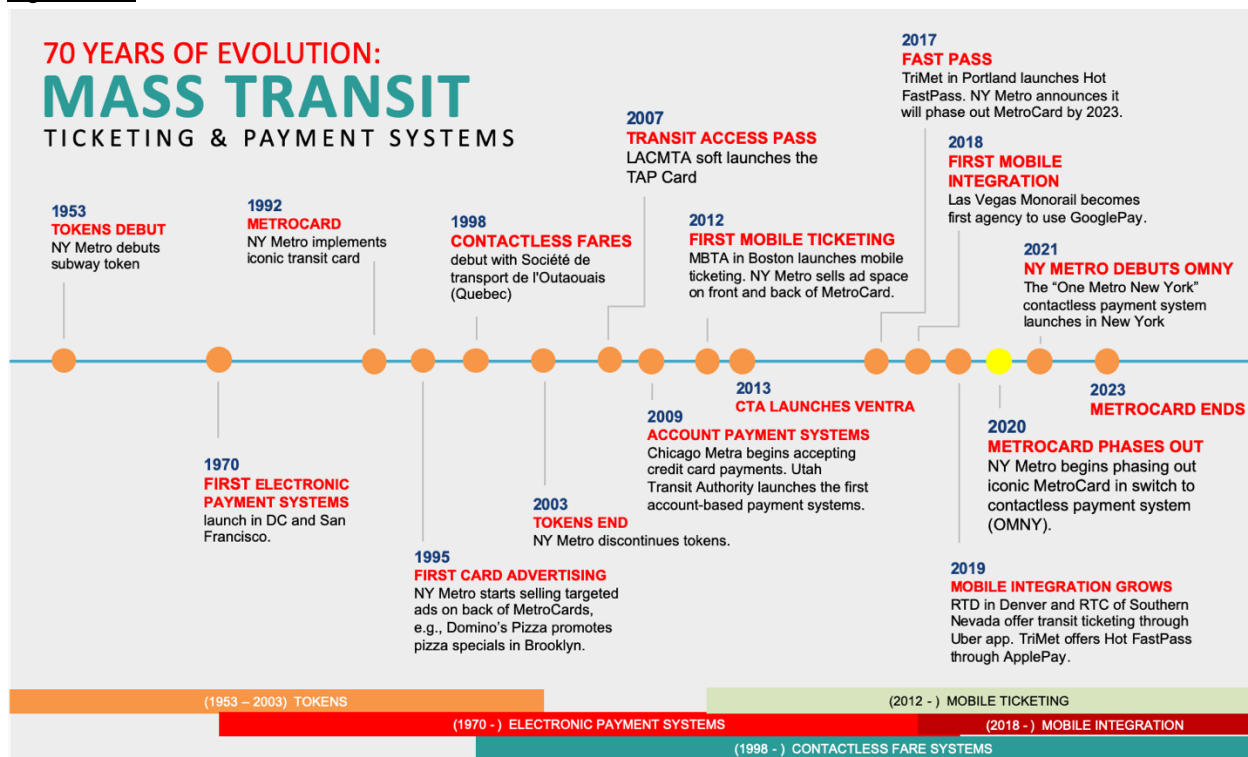 70 YEARS OF EVOLUTION:
MASS TRANSIT
TICKETING & PAYMENT SYSTEMS
1953
TOKENS DEBUT
NY Metro debuts
subway token
1992
METROCARD
NY Metro implements
iconic transit card
1998
CONTACTLESS FARES
debut with Société de
transport de l'Outaouais
(Quebec)
2007
TRANSIT ACCESS PASS
LACMTA soft launches the
TAP Card
2012
FIRST MOBILE TICKETING
MBTA in Boston launches mobile
ticketing. NY Metro sells ad space
on front and back of MetroCard.
2017
FAST PASS
TriMet in Portland launches Hot
FastPass. NY Metro announces it
will phase out MetroCard by 2023.
2018
FIRST MOBILE
INTEGRATION
Las Vegas Monorail becomes
first agency to use GooglePay.
2021
NY METRO DEBUTS OMNY
The “One Metro New York”
contactless payment system
launches in New York
1970
FIRST ELECTRONIC
PAYMENT SYSTEMS
launch in DC and San
Francisco.
1995
FIRST CARD ADVERTISING
NY Metro starts selling targeted
ads on back of MetroCards,
e.g., Domino’s Pizza promotes
pizza specials in Brooklyn.
2003
TOKENS END
NY Metro discontinues tokens.
2009
ACCOUNT PAYMENT SYSTEMS
Chicago Metra begins accepting
credit card payments. Utah
Transit Authority launches the first
account-based payment systems.
2013
CTA LAUNCHES VENTRA
2019
MOBILE INTEGRATION GROWS
RTD in Denver and RTC of Southern
Nevada offer transit ticketing through
Uber app. TriMet offers Hot FastPass
through ApplePay.
2020
METROCARD PHASES OUT
NY Metro begins phasing out
iconic MetroCard in switch to
contactless payment system
(OMNY).
2023
METROCARD ENDS
(1953 – 2003) TOKENS
(2012 - ) MOBILE TICKETING
(1970 - ) ELECTRONIC PAYMENT SYSTEMS
(2018 - ) MOBILE INTEGRATION
(1998 - ) CONTACTLESS FARE SYSTEMS